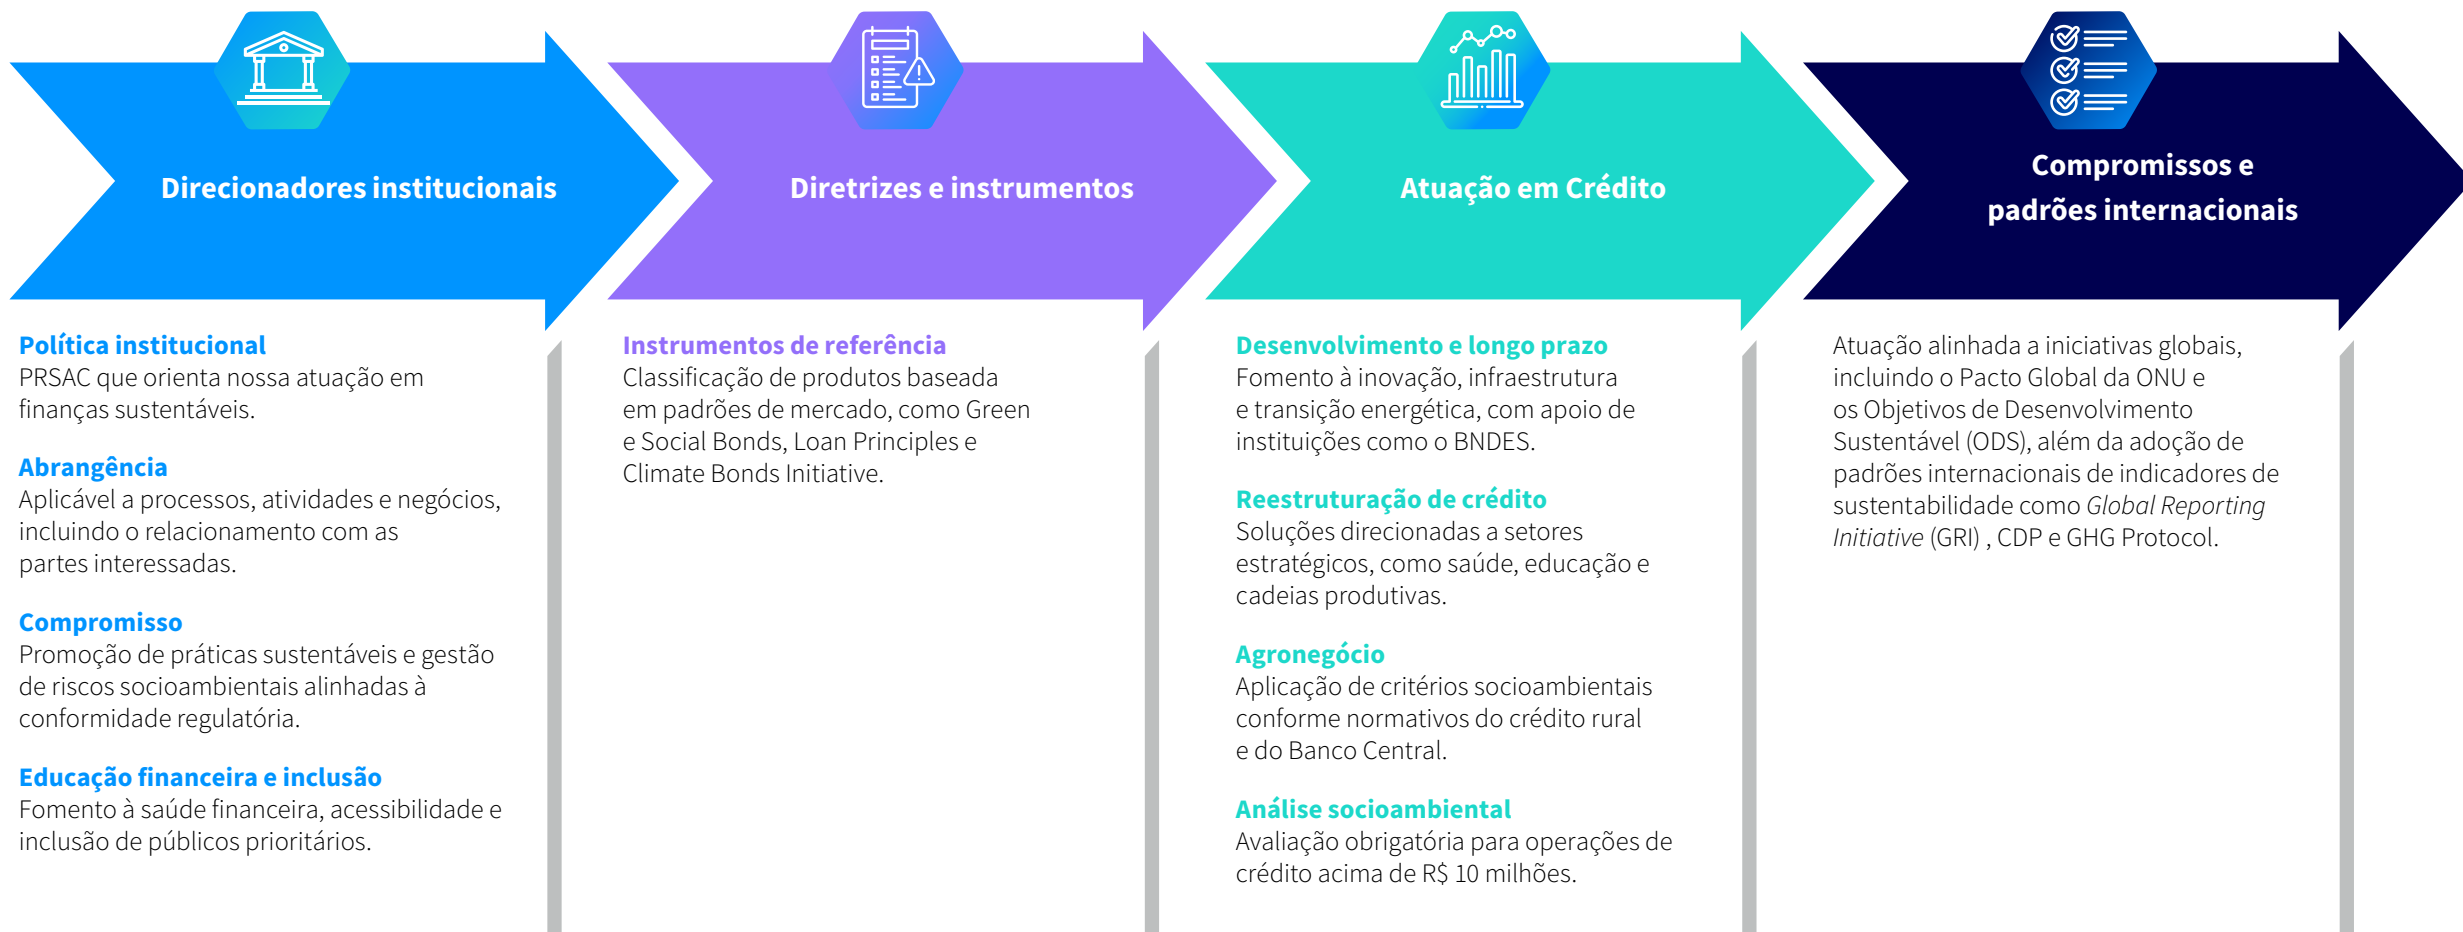 Direcionadores institucionais
Política institucional
PRSAC que orienta nossa atuação em
finanças sustentáveis.
Abrangência
Aplicável a processos, atividades e negócios,
incluindo o relacionamento com as
partes interessadas.
Compromisso
Promoção de práticas sustentáveis e gestão
de riscos socioambientais alinhadas à
conformidade regulatória.
Educação financeira e inclusão
Fomento à saúde financeira, acessibilidade e
inclusão de públicos prioritários.
Diretrizes e instrumentos
Instrumentos de referência
Classificação de produtos baseada
em padrões de mercado, como Green
e Social Bonds, Loan Principles e
Climate Bonds Initiative.
Atuação em Crédito
Desenvolvimento e longo prazo
Fomento à inovação, infraestrutura
e transição energética, com apoio de
instituições como o BNDES.
Reestruturação de crédito
Soluções direcionadas a setores
estratégicos, como saúde, educação e
cadeias produtivas.
Agronegócio
Aplicação de critérios socioambientais
conforme normativos do crédito rural
e do Banco Central.
Análise socioambiental
Avaliação obrigatória para operações de
crédito acima de R$ 10 milhões.
Compromissos e
padrões internacionais
Atuação alinhada a iniciativas globais,
incluindo o Pacto Global da ONU e
os Objetivos de Desenvolvimento
Sustentável (ODS), além da adoção de
padrões internacionais de indicadores de
sustentabilidade como Global Reporting
Initiative (GRI) , CDP e GHG Protocol.